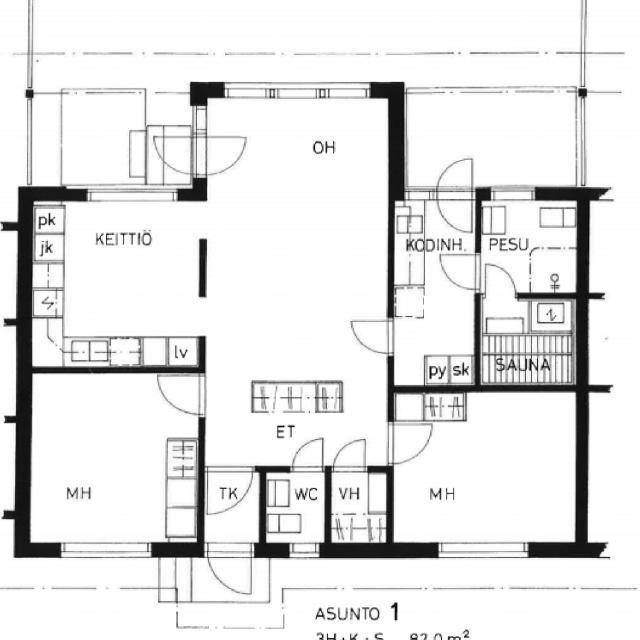 OH
pk
jk
KEITTIÖ
KODINH.
PESU
lv
py
sk
SAUNA
ET
MH
TK
WC
VH
MH
ASUNTO 1
3H+K+S 82,0 m²